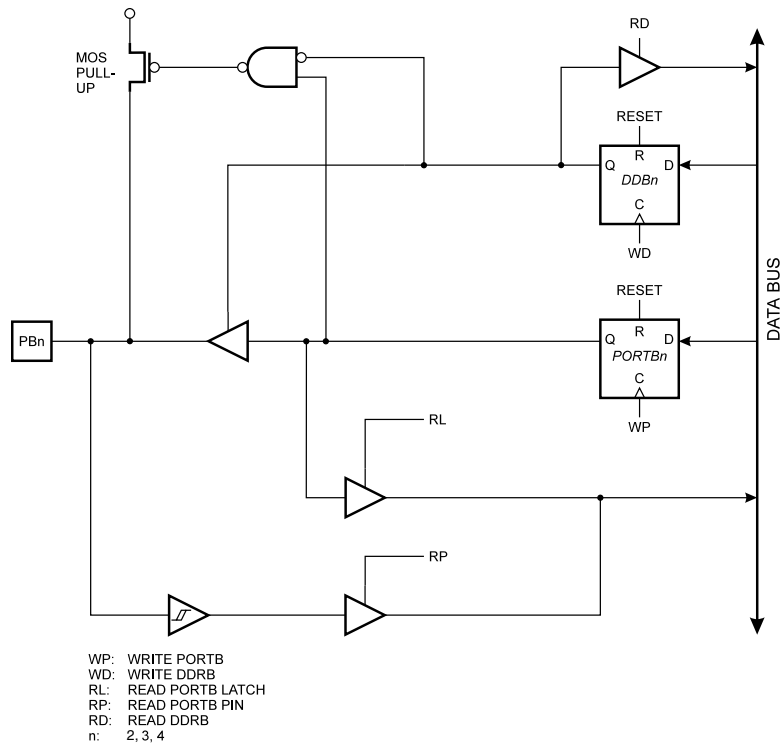 RD
MOS
PULL-
UP
RESET
R
Q
D
DDBn
C
WD
DATA BUS
RESET
R
PBn
Q
D
PORTBn
C
WP
RL
RP
WP: WRITE PORTB
WD: WRITE DDRB
RL: READ PORTB LATCH
RP: READ PORTB PIN
RD: READ DDRB
n: 2, 3, 4